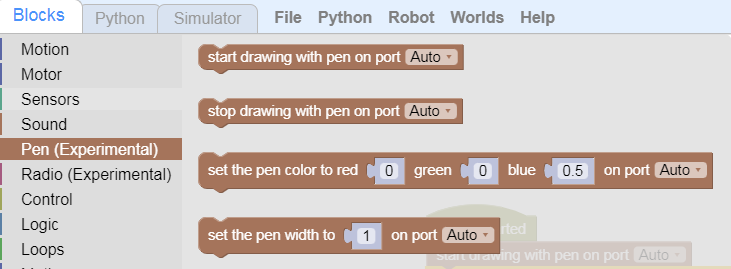 Blocks Python Simulator File Python Robot Worlds Help
Motion
Motor
Sensors
Sound
Pen (Experimental)
Radio (Experimental)
Control
Logic
Loops
start drawing with pen on port Auto
stop drawing with pen on port Auto
set the pen color to red 0 green 0 blue 0.5 on port Auto
set the pen width to 1 on port Auto
start drawing with pen on port Auto